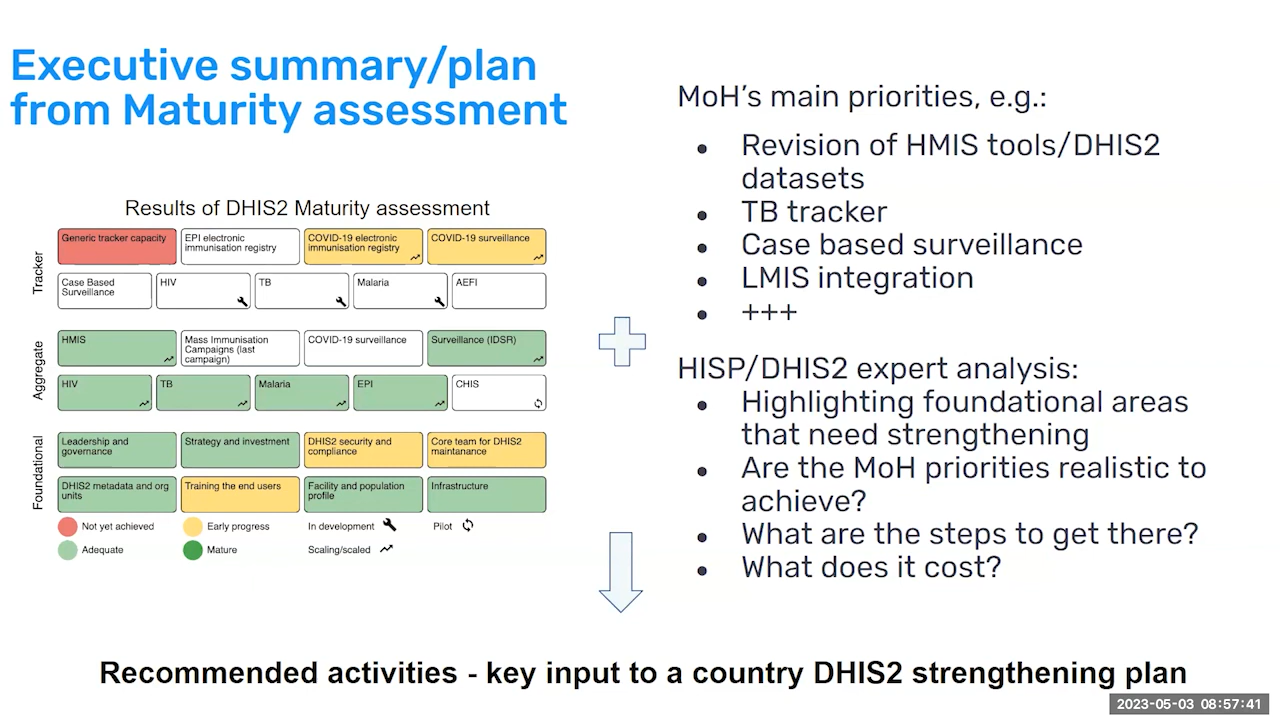 Executive summary/plan
from Maturity assessment
Results of DHIS2 Maturity assessment
Tracker
Generic tracker capacity
EPI electronic
immunisation registry
COVID-19 electronic
immunisation registry
COVID-19 surveillance
Case Based
Surveillance
HIV
TB
Malaria
AEFI
Aggregate
HMIS
Mass Immunisation
Campaigns (last
campaign)
COVID-19 surveillance
Surveillance (IDSR)
HIV
TB
Malaria
EPI
CHIS
Foundational
Leadership and
governance
Strategy and investment
DHIS2 security and
compliance
Core team for DHIS2
maintanance
DHIS2 metadata and org
units
Training the end users
Facility and population
profile
Infrastructure
Not yet achieved
Early progress
In development
Pilot
Adequate
Mature
Scaling/scaled
MoH's main priorities, e.g.:
• Revision of HMIS tools/DHIS2
datasets
• TB tracker
• Case based surveillance
• LMIS integration
• +++
HISP/DHIS2 expert analysis:
• Highlighting foundational areas
that need strengthening
• Are the MoH priorities realistic to
achieve?
• What are the steps to get there?
• What does it cost?
Recommended activities - key input to a country DHIS2 strengthening plan
2023-05-03 08:57:41